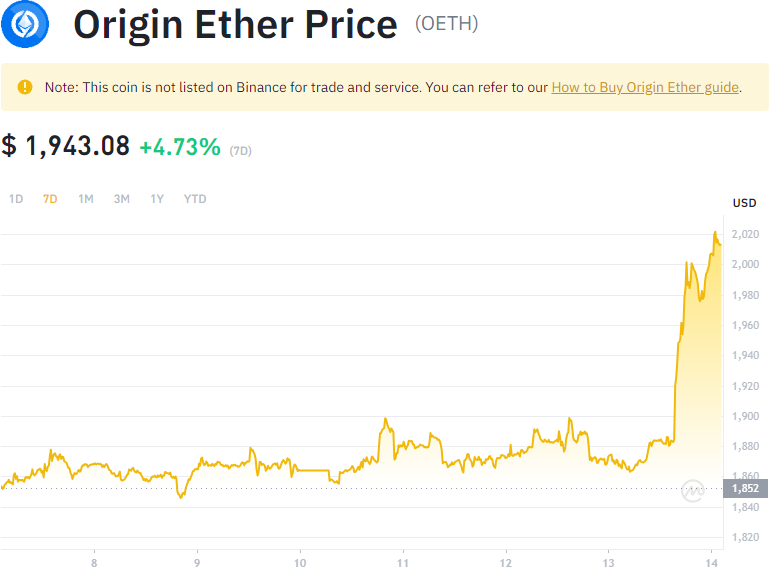 Origin Ether Price (OETH)
Note: This coin is not listed on Binance for trade and service. You can refer to our How to Buy Origin Ether guide.
$ 1,943.08 +4.73% (7D)
1D 7D 1M 3M 1Y YTD
USD
2,020
2,000
1,980
1,960
1,940
1,920
1,900
1,880
1,860
1,852
1,840
1,820
8 9 10 11 12 13 14